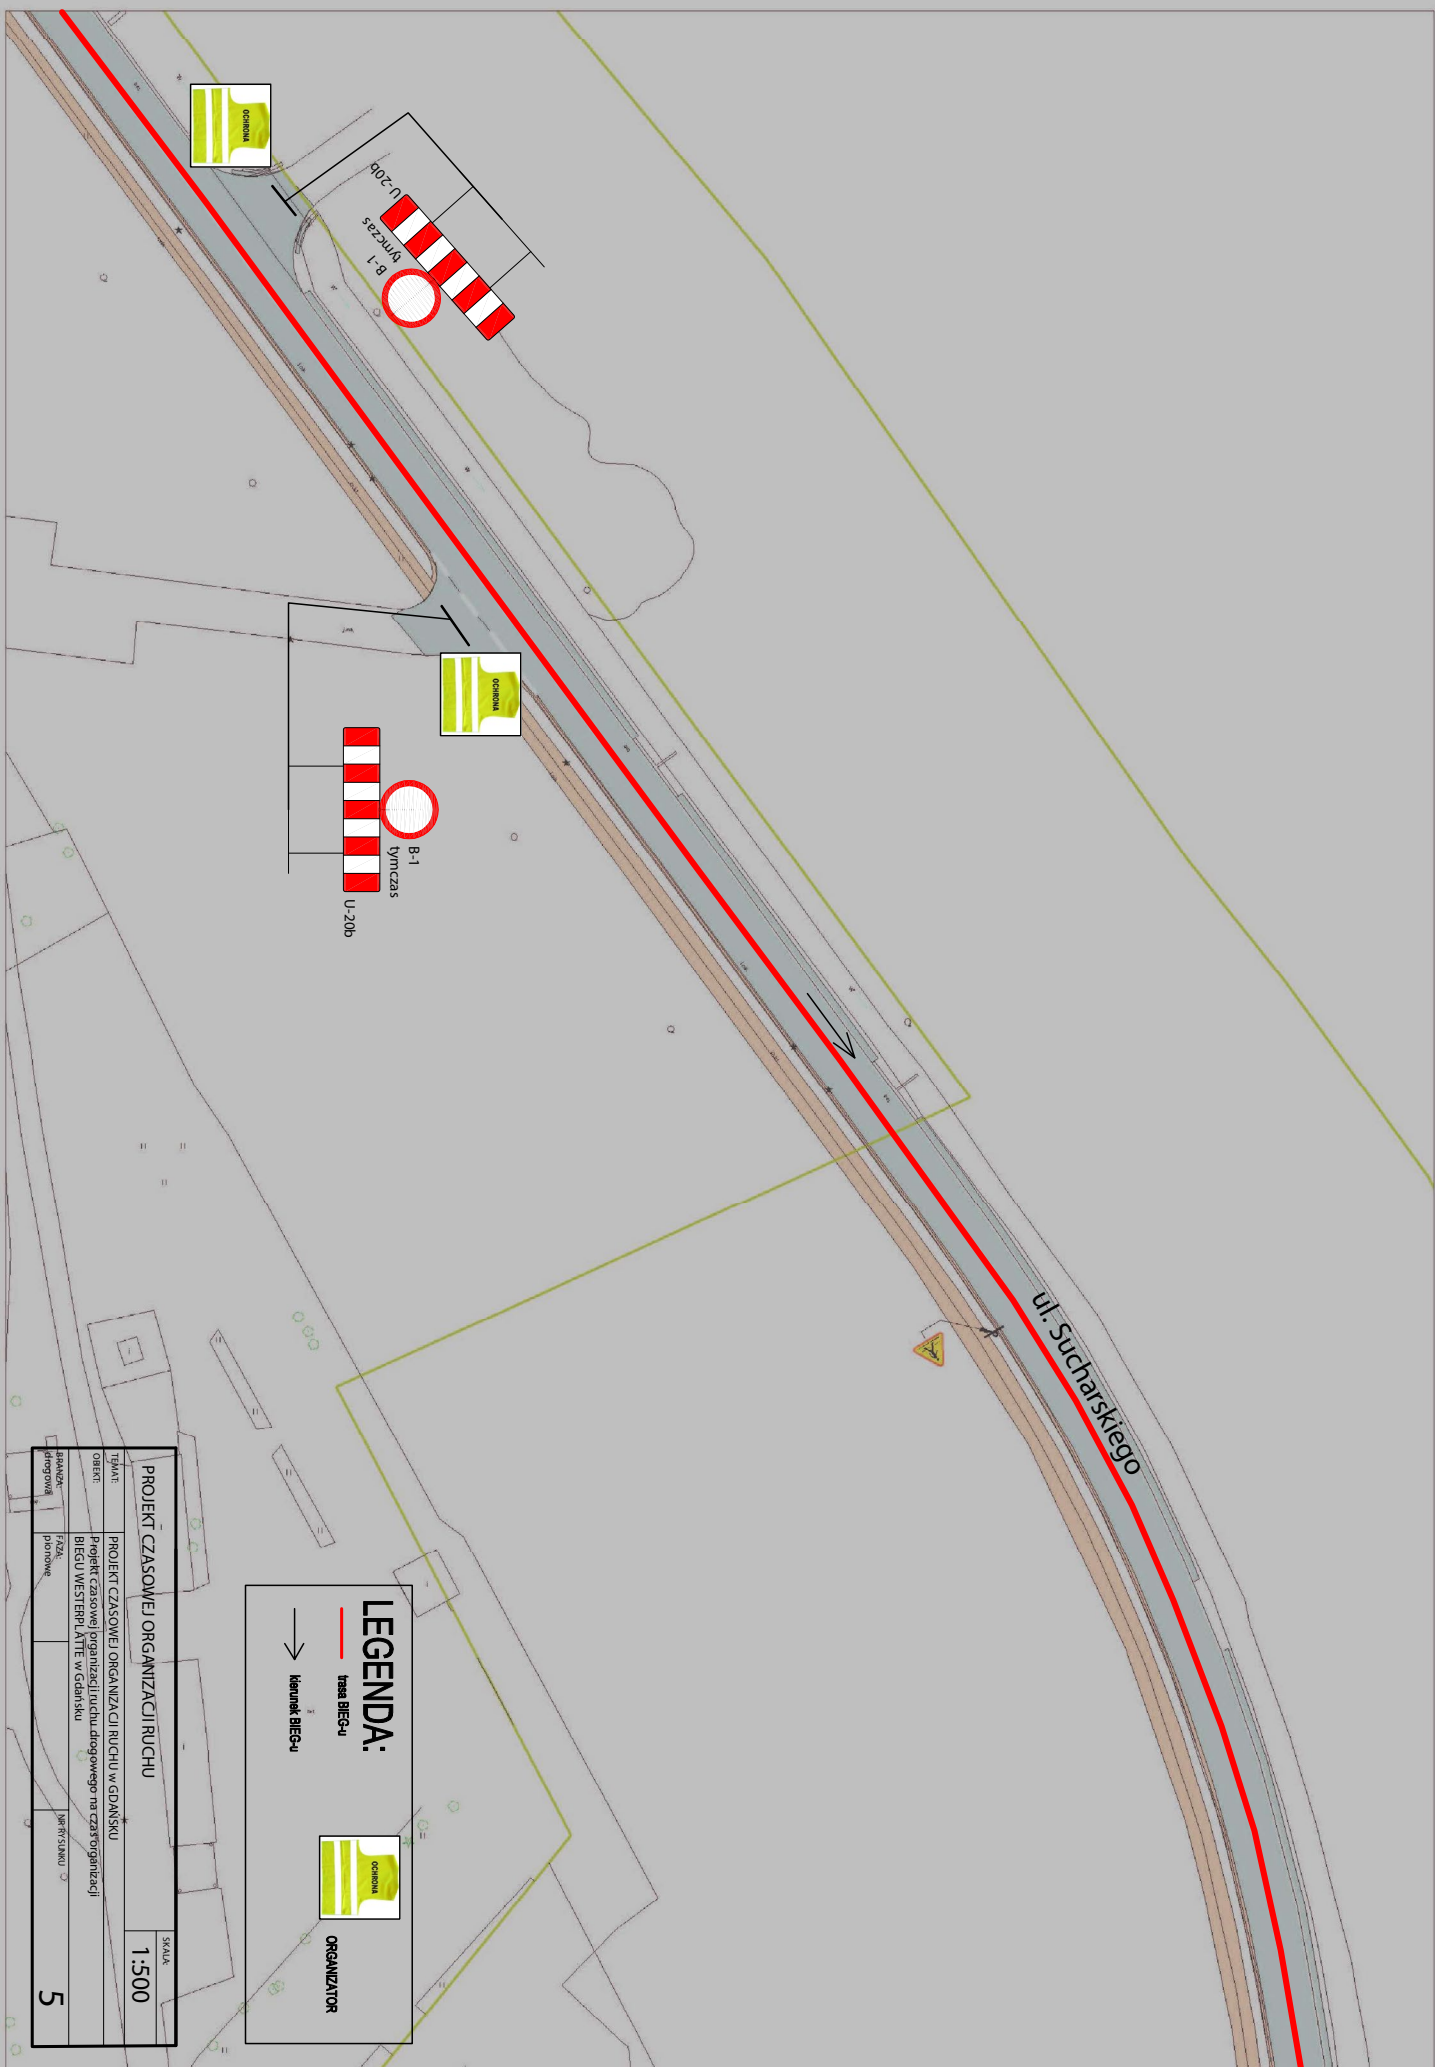 OCHRONA
U-20b
tymczas
B-1
OCHRONA
B-1
tymczas
U-20b
ul. Sucharskiego
LEGENDA:
trasa BIEG-u
kierunek BIEG-u
OCHRONA
ORGANIZATOR
PROJEKT CZASOWEJ ORGANIZACJI RUCHU
SKALA:
1:500
TEMAT:
PROJEKT CZASOWEJ ORGANIZACJI RUCHU w GDAŃSKU
OBIEKT:
Projekt czasowej organizacji ruchu drogowego na czas organizacji
BIEGU WESTERPLATTE w Gdańsku
BRANŻA:
drogowa
FAZA:
pionowe
NR RYSUNKU
5